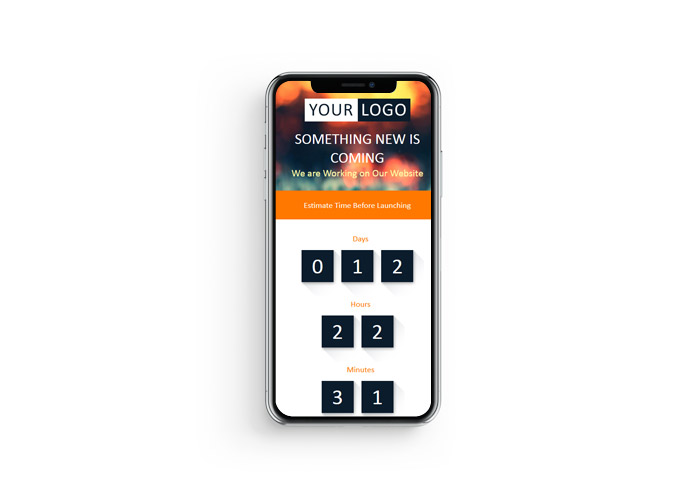 YOUR LOGO
SOMETHING NEW IS
COMING
We are Working on Our Website
Estimate Time Before Launching
Days
0 1 2
Hours
2 2
Minutes
3 1